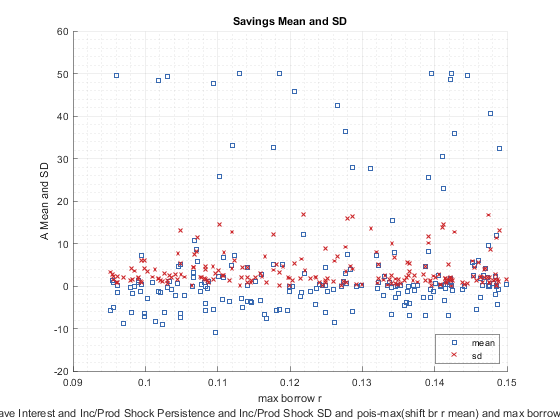 Savings Mean and SD
A Mean and SD
60
50
40
30
20
10
0
-10
-20
0.09
0.1
0.11
0.12
0.13
0.14
0.15
mean
sd
max borrow r
ave Interest and Inc/Prod Shock Persistence and Inc/Prod Shock SD and pois-max(shift br r mean) and max borrow